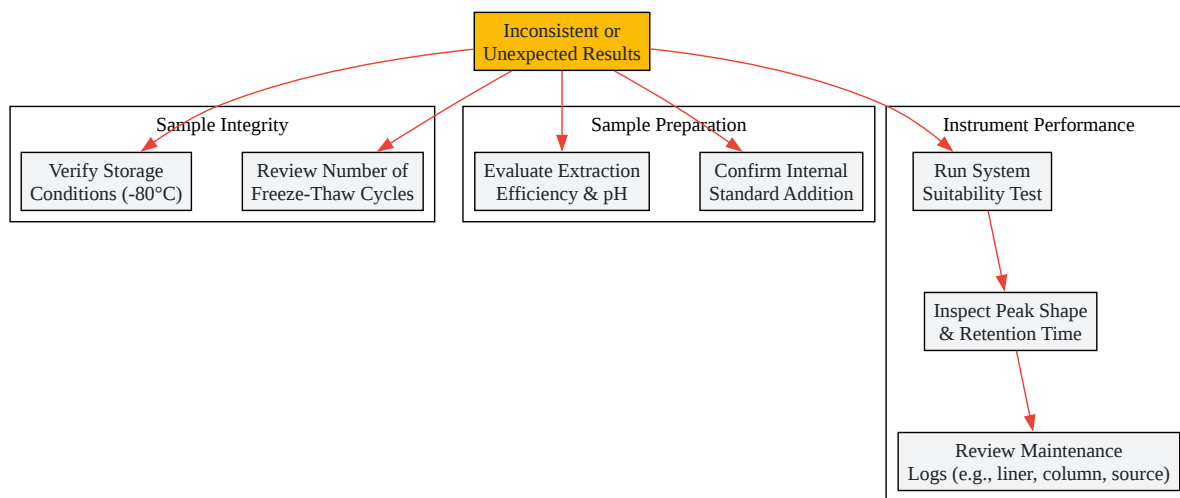 Inconsistent or
Unexpected Results
Sample Integrity
Verify Storage
Conditions (-80°C)
Review Number of
Freeze-Thaw Cycles
Sample Preparation
Evaluate Extraction
Efficiency & pH
Confirm Internal
Standard Addition
Instrument Performance
Run System
Suitability Test
Inspect Peak Shape
& Retention Time
Review Maintenance
Logs (e.g., liner, column, source)